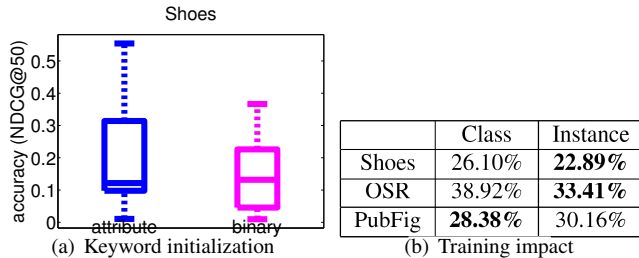 Shoes
accuracy (NDCG@50)
0.5
0.4
0.3
0.2
0.1
0
attribute binary
(a) Keyword initialization
Class Instance
Shoes 26.10% 22.89%
OSR 38.92% 33.41%
PubFig 28.38% 30.16%
(b) Training impact